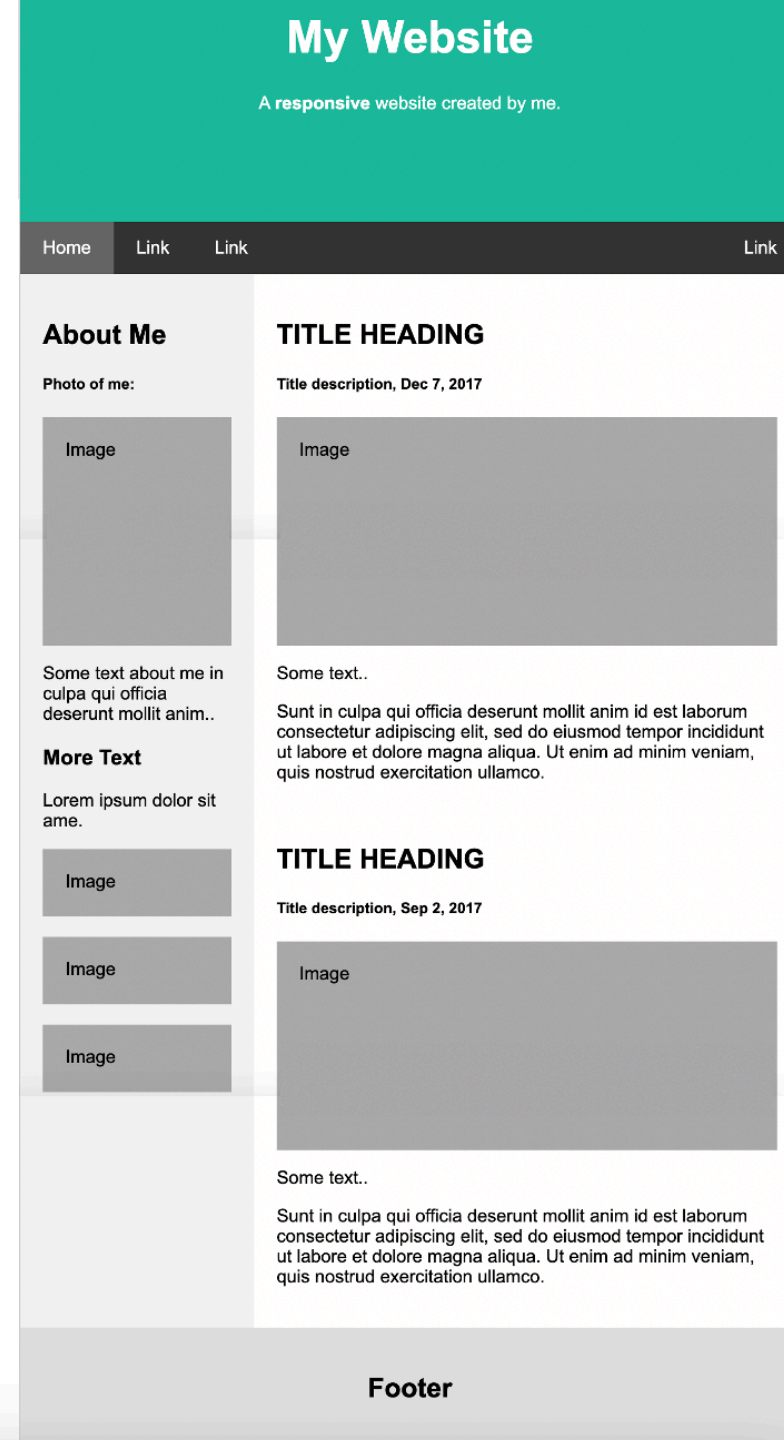 My Website
A responsive website created by me.
Home Link Link Link
About Me
Photo of me:
Image
Some text about me in
culpa qui officia
deserunt mollit anim..
More Text
Lorem ipsum dolor sit
ame.
Image
Image
Image
TITLE HEADING
Title description, Dec 7, 2017
Image
Some text..
Sunt in culpa qui officia deserunt mollit anim id est laborum
consectetur adipiscing elit, sed do eiusmod tempor incididunt
ut labore et dolore magna aliqua. Ut enim ad minim veniam,
quis nostrud exercitation ullamco.
TITLE HEADING
Title description, Sep 2, 2017
Image
Some text..
Sunt in culpa qui officia deserunt mollit anim id est laborum
consectetur adipiscing elit, sed do eiusmod tempor incididunt
ut labore et dolore magna aliqua. Ut enim ad minim veniam,
quis nostrud exercitation ullamco.
Footer